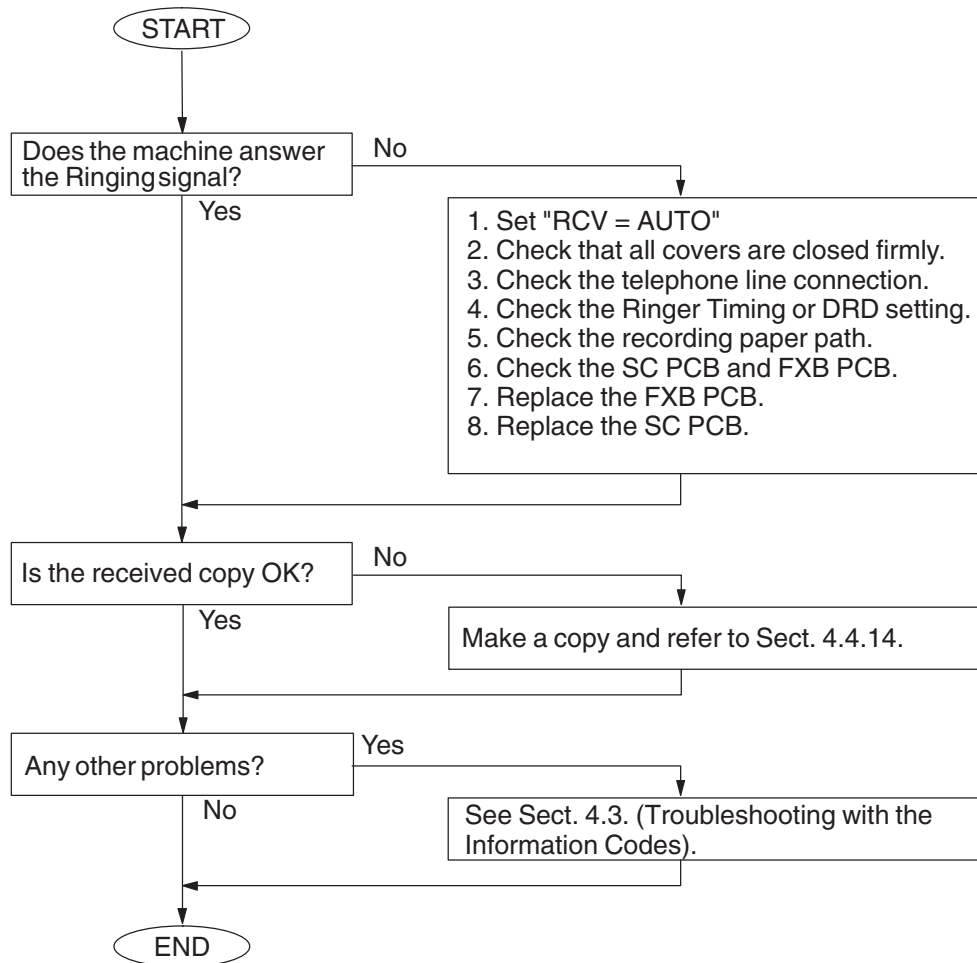 START
Does the machine answer
the Ringing signal?
No
Yes
1. Set "RCV = AUTO"
2. Check that all covers are closed firmly.
3. Check the telephone line connection.
4. Check the Ringer Timing or DRD setting.
5. Check the recording paper path.
6. Check the SC PCB and FXB PCB.
7. Replace the FXB PCB.
8. Replace the SC PCB.
Is the received copy OK?
No
Yes
Make a copy and refer to Sect. 4.4.14.
Any other problems?
Yes
No
See Sect. 4.3. (Troubleshooting with the
Information Codes).
END